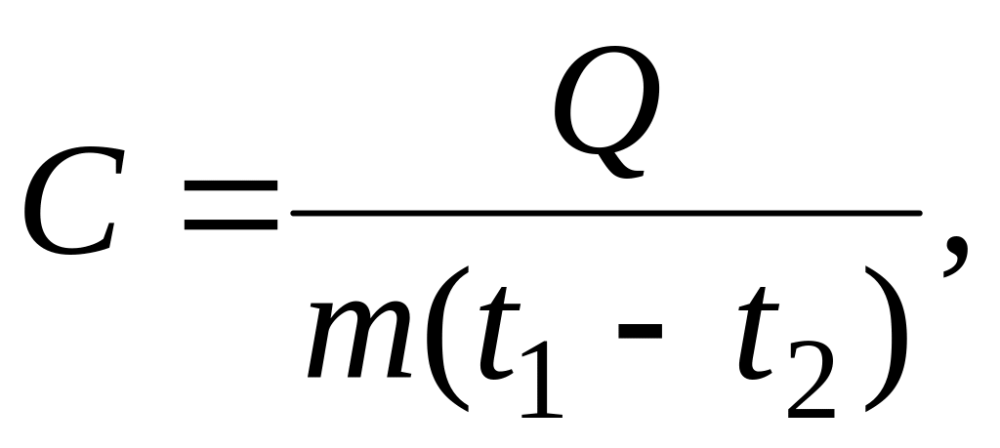 C = Q / m(t₁ - t₂),